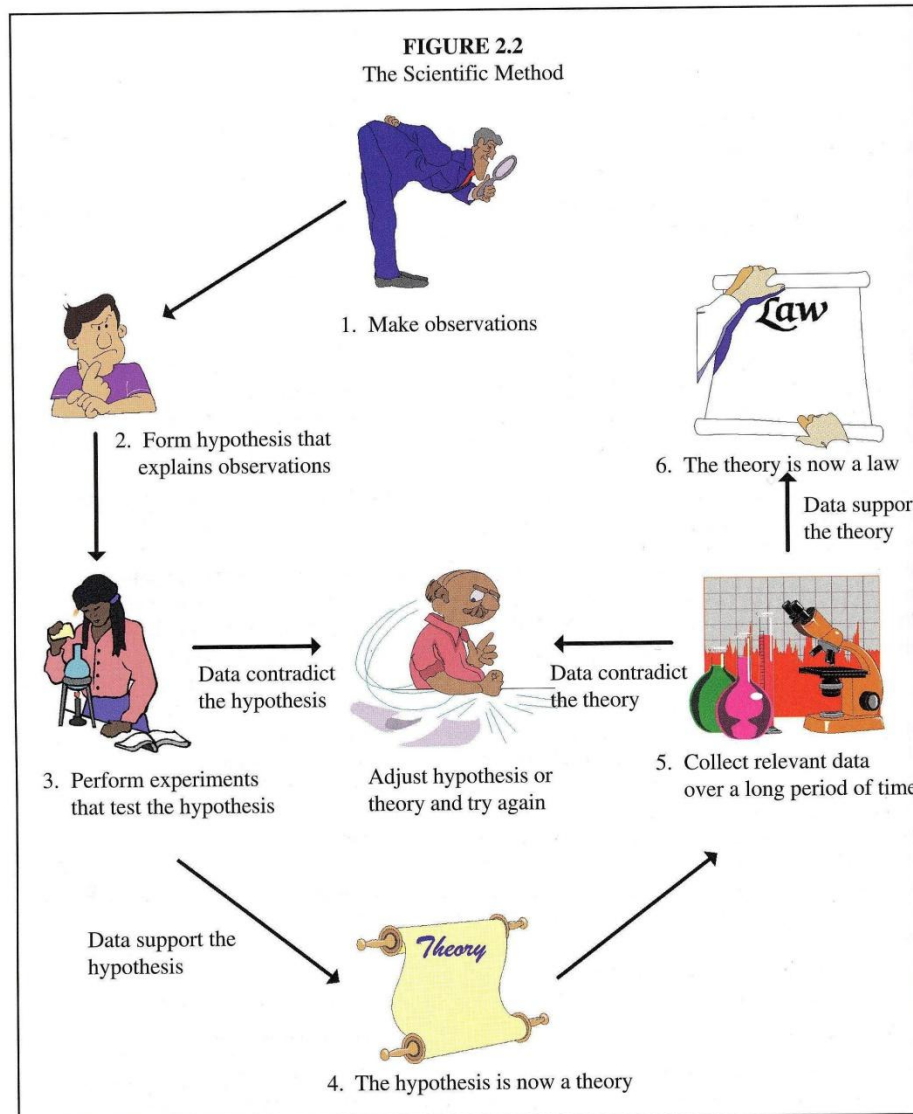 FIGURE 2.2
The Scientific Method
1. Make observations
Law
2. Form hypothesis that
explains observations
6. The theory is now a law
Data support
the theory
Data contradict
the hypothesis
Data contradict
the theory
3. Perform experiments
that test the hypothesis
Adjust hypothesis or
theory and try again
5. Collect relevant data
over a long period of time
Data support the
hypothesis
Theory
4. The hypothesis is now a theory